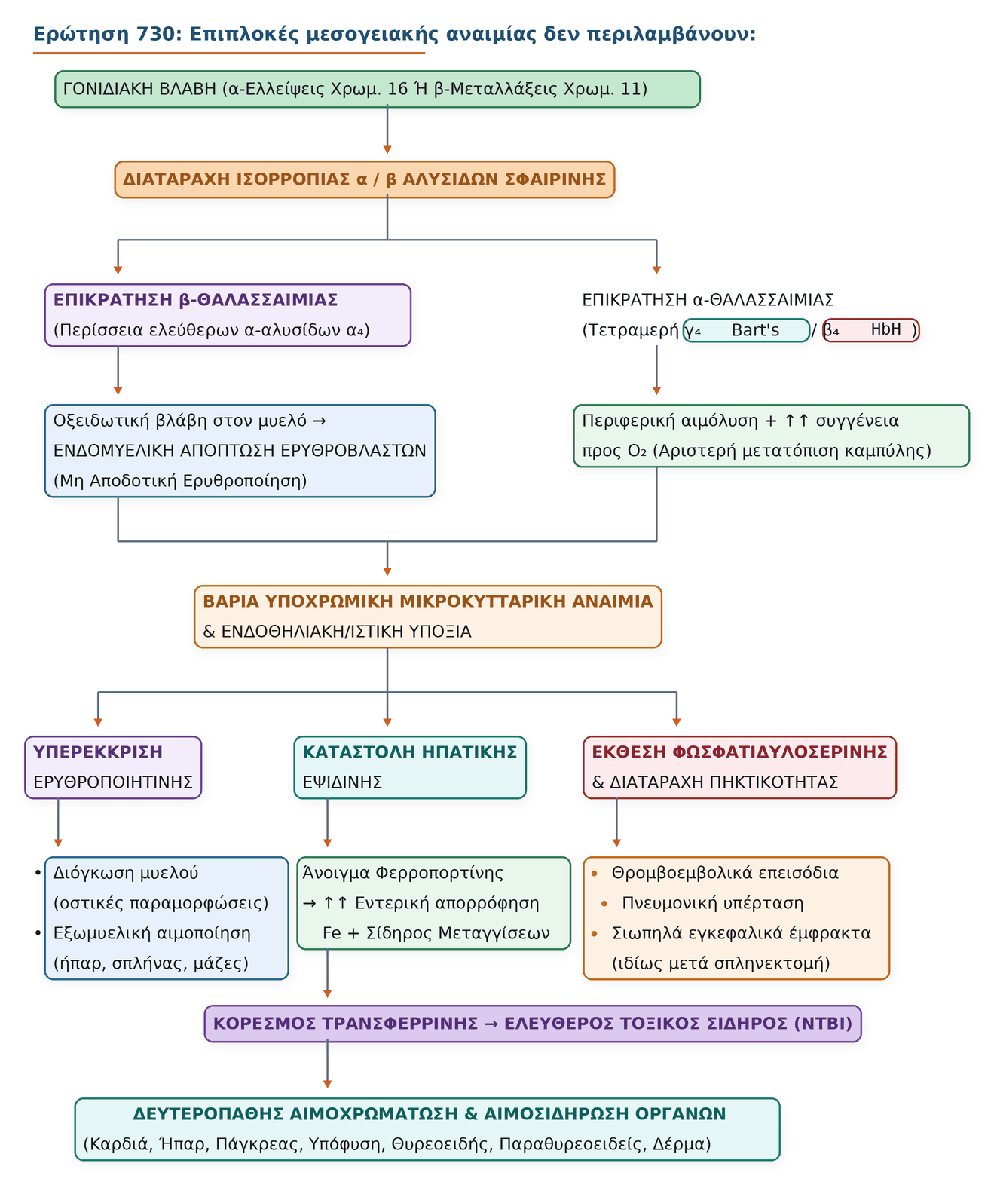 Ερώτηση 730: Επιπλοκές μεσογειακής αναιμίας δεν περιλαμβάνουν:
ΓΟΝΙΔΙΑΚΗ ΒΛΑΒΗ (α-Ελλείψεις Χρωμ. 16 Ή β-Μεταλλάξεις Χρωμ. 11)
ΔΙΑΤΑΡΑΧΗ ΙΣΟΡΡΟΠΙΑΣ α / β ΑΛΥΣΙΔΩΝ ΣΦΑΙΡΙΝΗΣ
ΕΠΙΚΡΑΤΗΣΗ β-ΘΑΛΑΣΣΑΙΜΙΑΣ
(Περίσσεια ελεύθερων α-αλυσίδων α₄)
ΕΠΙΚΡΑΤΗΣΗ α-ΘΑΛΑΣΣΑΙΜΙΑΣ
(Τετραμερή γ₄ Bart's / β₄ HbH )
Οξειδωτική βλάβη στον μυελό →
ΕΝΔΟΜΥΕΛΙΚΗ ΑΠΟΠΤΩΣΗ ΕΡΥΘΡΟΒΛΑΣΤΩΝ
(Μη Αποδοτική Ερυθροποίηση)
Περιφερική αιμόλυση + ↑↑ συγγένεια
προς O₂ (Αριστερή μετατόπιση καμπύλης)
ΒΑΡΙΑ ΥΠΟΧΡΩΜΙΚΗ ΜΙΚΡΟΚΥΤΤΑΡΙΚΗ ΑΝΑΙΜΙΑ
& ΕΝΔΟΘΗΛΙΑΚΗ/ΙΣΤΙΚΗ ΥΠΟΞΙΑ
ΥΠΕΡΕΚΚΡΙΣΗ
ΕΡΥΘΡΟΠΟΙΗΤΙΝΗΣ
ΚΑΤΑΣΤΟΛΗ ΗΠΑΤΙΚΗΣ
ΕΨΙΔΙΝΗΣ
ΕΚΘΕΣΗ ΦΩΣΦΑΤΙΔΥΛΟΣΕΡΙΝΗΣ
& ΔΙΑΤΑΡΑΧΗ ΠΗΚΤΙΚΟΤΗΤΑΣ
• Διόγκωση μυελού
(οστικές παραμορφώσεις)
• Εξωμυελική αιμοποίηση
(ήπαρ, σπλήνας, μάζες)
Άνοιγμα Φερροπορτίνης
→ ↑↑ Εντερική απορρόφηση
Fe + Σίδηρος Μεταγγίσεων
• Θρομβοεμβολικά επεισόδια
• Πνευμονική υπέρταση
• Σιωπηλά εγκεφαλικά έμφρακτα
(ιδίως μετά σπληνεκτομή)
ΚΟΡΕΣΜΟΣ ΤΡΑΝΣΦΕΡΡΙΝΗΣ → ΕΛΕΥΘΕΡΟΣ ΤΟΞΙΚΟΣ ΣΙΔΗΡΟΣ (NTBI)
ΔΕΥΤΕΡΟΠΑΘΗΣ ΑΙΜΟΧΡΩΜΑΤΩΣΗ & ΑΙΜΟΣΙΔΗΡΩΣΗ ΟΡΓΑΝΩΝ
(Καρδιά, Ήπαρ, Πάγκρεας, Υπόφυση, Θυρεοειδής, Παραθυρεοειδείς, Δέρμα)